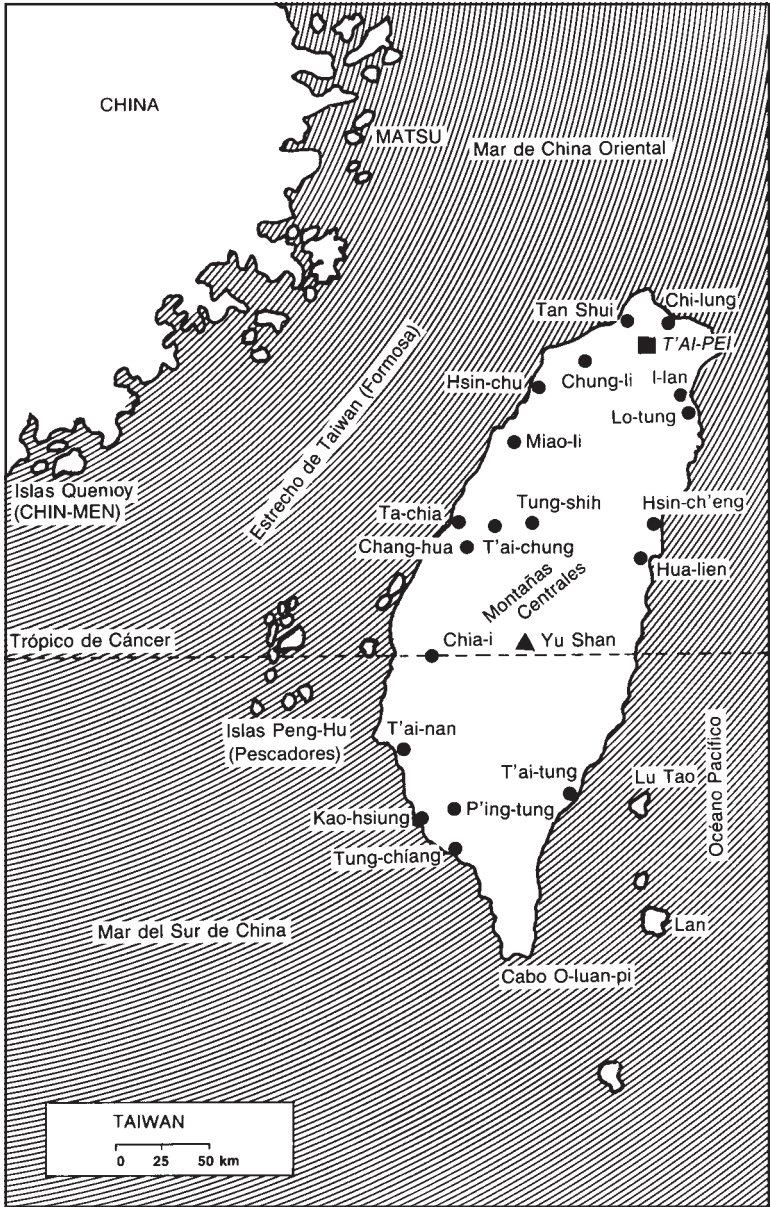 CHINA
MATSU
Mar de China Oriental
Tan Shui
Chi-lung
T'AI-PEI
Estrecho de Taiwan (Formosa)
Hsin-chu
Chung-li
I-lan
Lo-tung
Miao-li
Islas Quemoy
(CHIN-MEN)
Ta-chia
Tung-shih
Hsin-ch'eng
Chang-hua
T'ai-chung
Hua-lien
Montañas
Centrales
Trópico de Cáncer
Chia-i
Yu Shan
Islas Peng-Hu
(Pescadores)
T'ai-nan
T'ai-tung
Lu Tao
Océano Pacífico
Kao-hsiung
P'ing-tung
Tung-chíang
Mar del Sur de China
Lan
Cabo O-luan-pi
TAIWAN
0 25 50 km